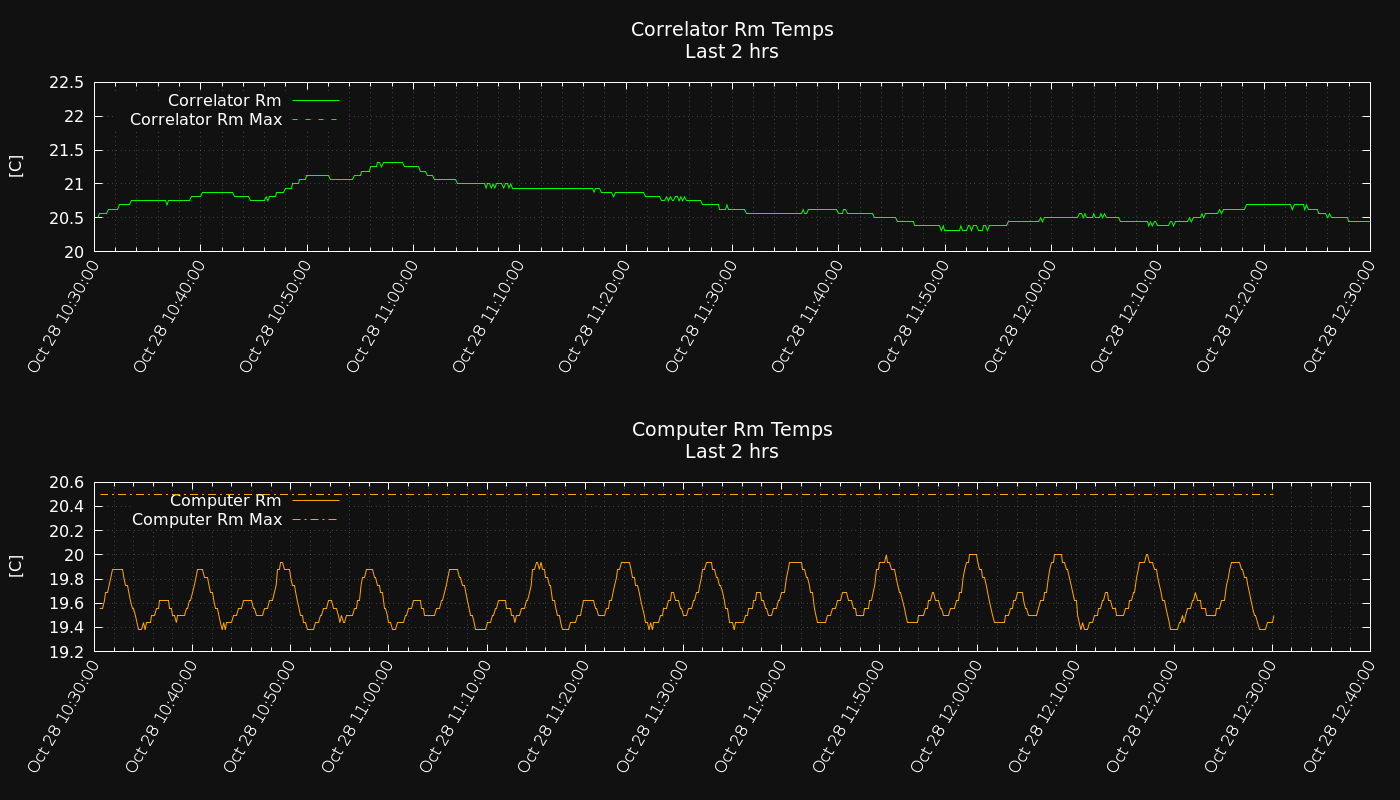 Correlator Rm Temps
Last 2 hrs
22.5
22
21.5
21
20.5
20
[C]
Correlator Rm
Correlator Rm Max
Oct 28 10:30:00
Oct 28 10:40:00
Oct 28 10:50:00
Oct 28 11:00:00
Oct 28 11:10:00
Oct 28 11:20:00
Oct 28 11:30:00
Oct 28 11:40:00
Oct 28 11:50:00
Oct 28 12:00:00
Oct 28 12:10:00
Oct 28 12:20:00
Oct 28 12:30:00
Computer Rm Temps
Last 2 hrs
20.6
20.4
20.2
20
19.8
19.6
19.4
19.2
[C]
Computer Rm
Computer Rm Max
Oct 28 10:30:00
Oct 28 10:40:00
Oct 28 10:50:00
Oct 28 11:00:00
Oct 28 11:10:00
Oct 28 11:20:00
Oct 28 11:30:00
Oct 28 11:40:00
Oct 28 11:50:00
Oct 28 12:00:00
Oct 28 12:10:00
Oct 28 12:20:00
Oct 28 12:30:00
Oct 28 12:40:00